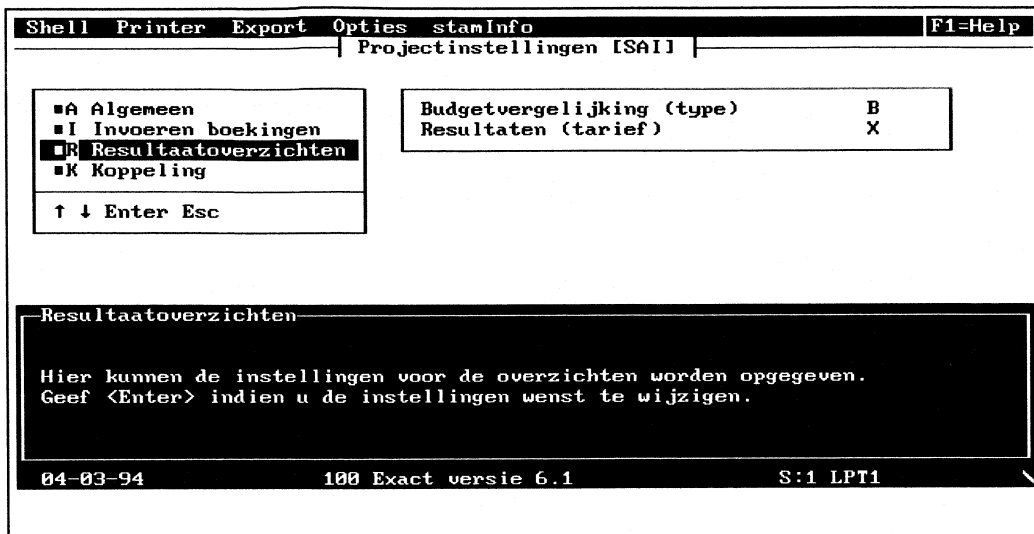 Shell Printer Export Opties stamInfo F1=Help
Projectinstellingen [SAI]
■A Algemeen
■I Invoeren boekingen
□R Resultaatoverzichten
■K Koppeling
↑ ↓ Enter Esc
Budgetvergelijking (type) B
Resultaten (tarief) X
Resultaatoverzichten
Hier kunnen de instellingen voor de overzichten worden opgegeven.
Geef <Enter> indien u de instellingen wenst te wijzigen.
04-03-94 100 Exact versie 6.1 S:1 LPT1